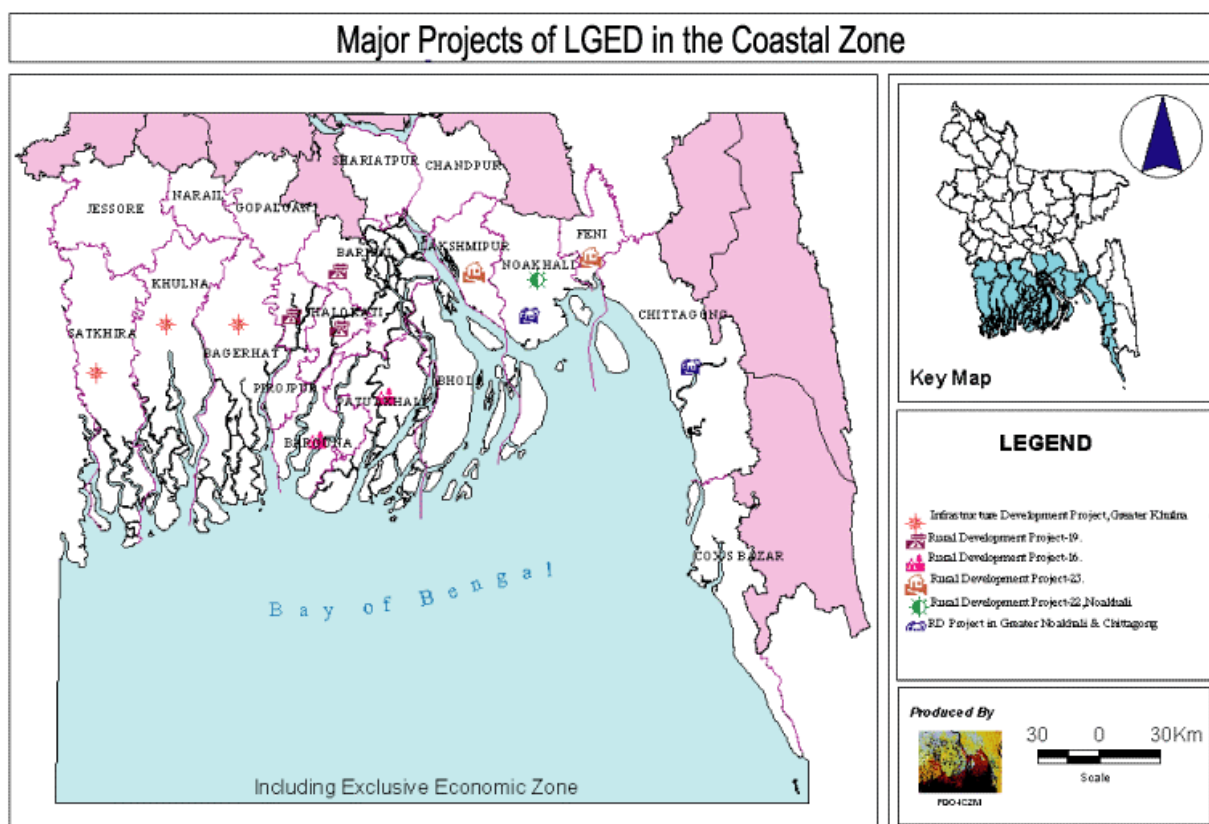 Major Projects of LGED in the Coastal Zone
SHARIATPUR
CHANDPUR
NARAIL
JESSORE
GOPALGANJ
FENI
LAKSHMIPUR
NOAKHALI
KHULNA
CHITTAGONG
SATKHIRA
BAGERHAT
PIROJPUR
BHOLA
PATUAKHALI
BARGUNA
COX'S BAZAR
Bay of Bengal
Including Exclusive Economic Zone
Key Map
LEGEND
Infrastructure Development Project, Greater Khulna
Rural Development Project-19.
Rural Development Project-16.
Rural Development Project-23.
Rural Development Project-22, Noakhali
RD Project in Greater Noakhali & Chittagong
Produced By
30 0 30Km
Scale